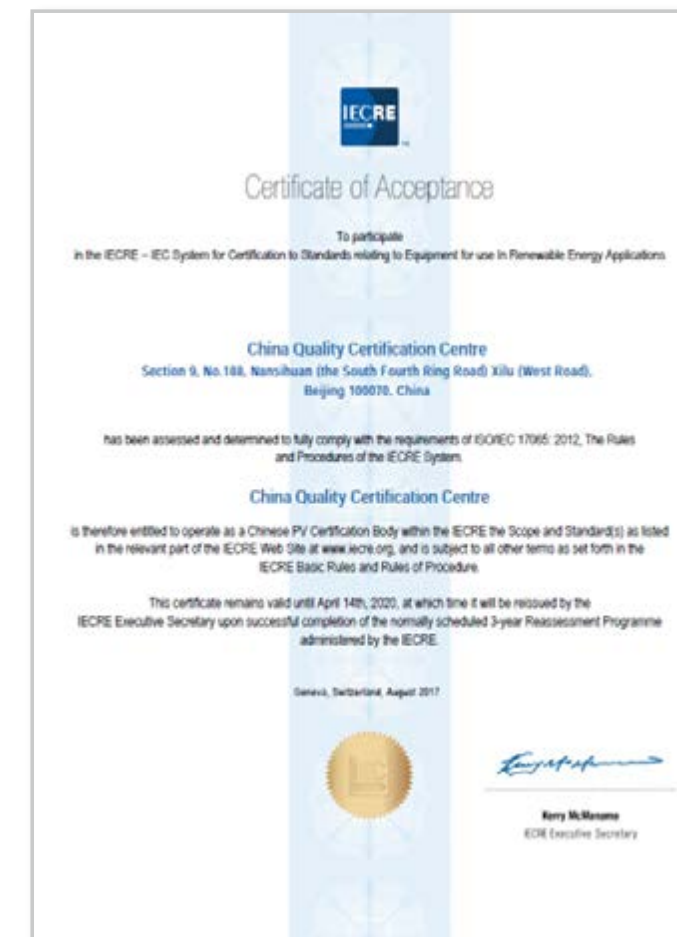 IECRE
Certificate of Acceptance
To participate
in the IECRE – IEC System for Certification to Standards relating to Equipment for use In Renewable Energy Applications
China Quality Certification Centre
Section 9, No.188, Nansihuan (the South Fourth Ring Road) Xilu (West Road),
Beijing 100070, China
has been assessed and determined to fully comply with the requirements of ISO/IEC 17065: 2012, The Rules
and Procedures of the IECRE System.
China Quality Certification Centre
is therefore entitled to operate as a Chinese PV Certification Body within the IECRE the Scope and Standard(s) as listed
in the relevant part of the IECRE Web Site at www.iecre.org, and is subject to all other terms as set forth in the
IECRE Basic Rules and Rules of Procedure.
This certificate remains valid until April 14th, 2020, at which time it will be reissued by the
IECRE Executive Secretary upon successful completion of the normally scheduled 3-year Reassessment Programme
administered by the IECRE.
Geneva, Switzerland, August 2017
IEC
Kerry McManama
IECRE Executive Secretary